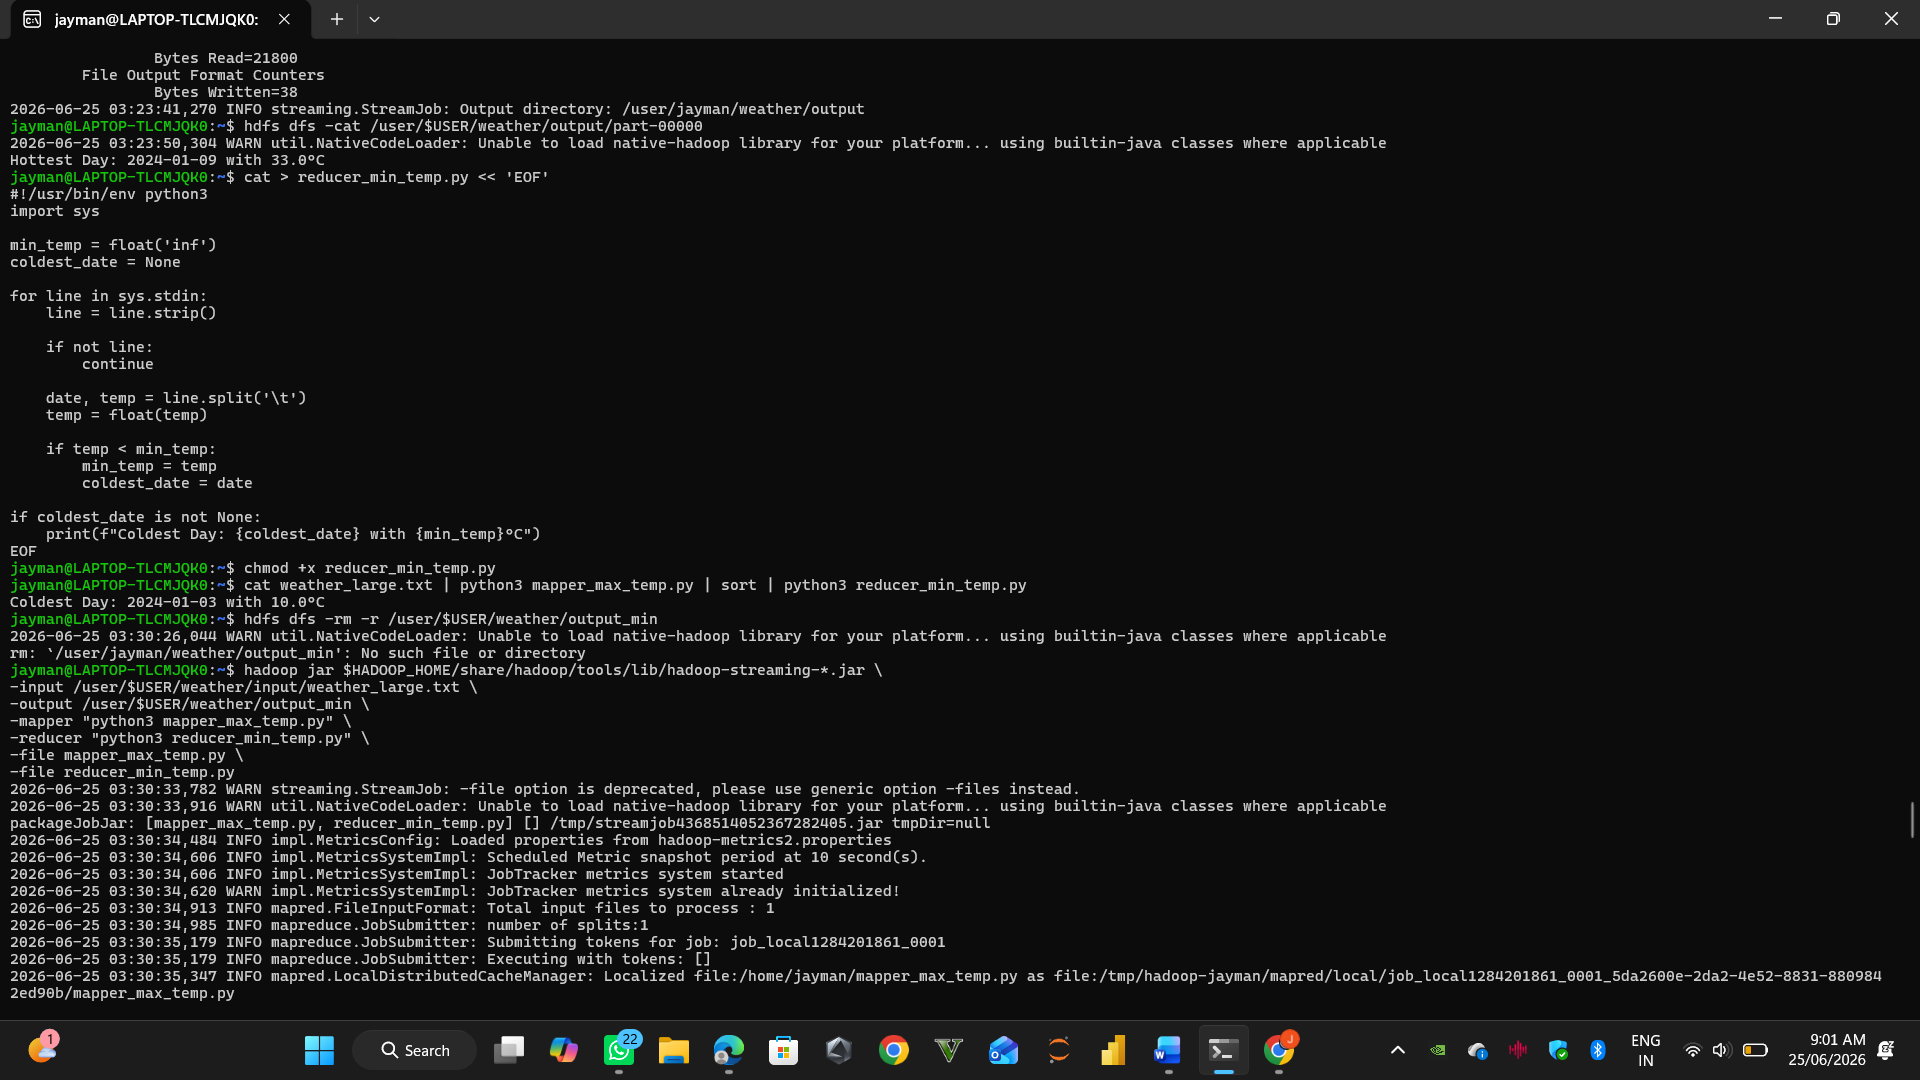 jayman@LAPTOP-TLCMJQK0:
                Bytes Read=21800
        File Output Format Counters
                Bytes Written=38
2026-06-25 03:23:41,270 INFO streaming.StreamJob: Output directory: /user/jayman/weather/output
jayman@LAPTOP-TLCMJQK0:~$ hdfs dfs -cat /user/$USER/weather/output/part-00000
2026-06-25 03:23:50,304 WARN util.NativeCodeLoader: Unable to load native-hadoop library for your platform... using builtin-java classes where applicable
Hottest Day: 2024-01-09 with 33.0°C
jayman@LAPTOP-TLCMJQK0:~$ cat > reducer_min_temp.py << 'EOF'
#!/usr/bin/env python3
import sys

min_temp = float('inf')
coldest_date = None

for line in sys.stdin:
    line = line.strip()

    if not line:
        continue

    date, temp = line.split('\t')
    temp = float(temp)

    if temp < min_temp:
        min_temp = temp
        coldest_date = date

if coldest_date is not None:
    print(f"Coldest Day: {coldest_date} with {min_temp}°C")
EOF
jayman@LAPTOP-TLCMJQK0:~$ chmod +x reducer_min_temp.py
jayman@LAPTOP-TLCMJQK0:~$ cat weather_large.txt | python3 mapper_max_temp.py | sort | python3 reducer_min_temp.py
Coldest Day: 2024-01-03 with 10.0°C
jayman@LAPTOP-TLCMJQK0:~$ hdfs dfs -rm -r /user/$USER/weather/output_min
2026-06-25 03:30:26,044 WARN util.NativeCodeLoader: Unable to load native-hadoop library for your platform... using builtin-java classes where applicable
rm: `/user/jayman/weather/output_min': No such file or directory
jayman@LAPTOP-TLCMJQK0:~$ hadoop jar $HADOOP_HOME/share/hadoop/tools/lib/hadoop-streaming-*.jar \
-input /user/$USER/weather/input/weather_large.txt \
-output /user/$USER/weather/output_min \
-mapper "python3 mapper_max_temp.py" \
-reducer "python3 reducer_min_temp.py" \
-file mapper_max_temp.py \
-file reducer_min_temp.py
2026-06-25 03:30:33,782 WARN streaming.StreamJob: -file option is deprecated, please use generic option -files instead.
2026-06-25 03:30:33,916 WARN util.NativeCodeLoader: Unable to load native-hadoop library for your platform... using builtin-java classes where applicable
packageJobJar: [mapper_max_temp.py, reducer_min_temp.py] [] /tmp/streamjob4368514052367282405.jar tmpDir=null
2026-06-25 03:30:34,484 INFO impl.MetricsConfig: Loaded properties from hadoop-metrics2.properties
2026-06-25 03:30:34,606 INFO impl.MetricsSystemImpl: Scheduled Metric snapshot period at 10 second(s).
2026-06-25 03:30:34,606 INFO impl.MetricsSystemImpl: JobTracker metrics system started
2026-06-25 03:30:34,620 WARN impl.MetricsSystemImpl: JobTracker metrics system already initialized!
2026-06-25 03:30:34,913 INFO mapred.FileInputFormat: Total input files to process : 1
2026-06-25 03:30:34,985 INFO mapreduce.JobSubmitter: number of splits:1
2026-06-25 03:30:35,179 INFO mapreduce.JobSubmitter: Submitting tokens for job: job_local1284201861_0001
2026-06-25 03:30:35,179 INFO mapreduce.JobSubmitter: Executing with tokens: []
2026-06-25 03:30:35,347 INFO mapred.LocalDistributedCacheManager: Localized file:/home/jayman/mapper_max_temp.py as file:/tmp/hadoop-jayman/mapred/local/job_local1284201861_0001_5da2600e-2da2-4e52-8831-880984
2ed90b/mapper_max_temp.py
1
Search
22
J
ENG
IN
9:01 AM
25/06/2026